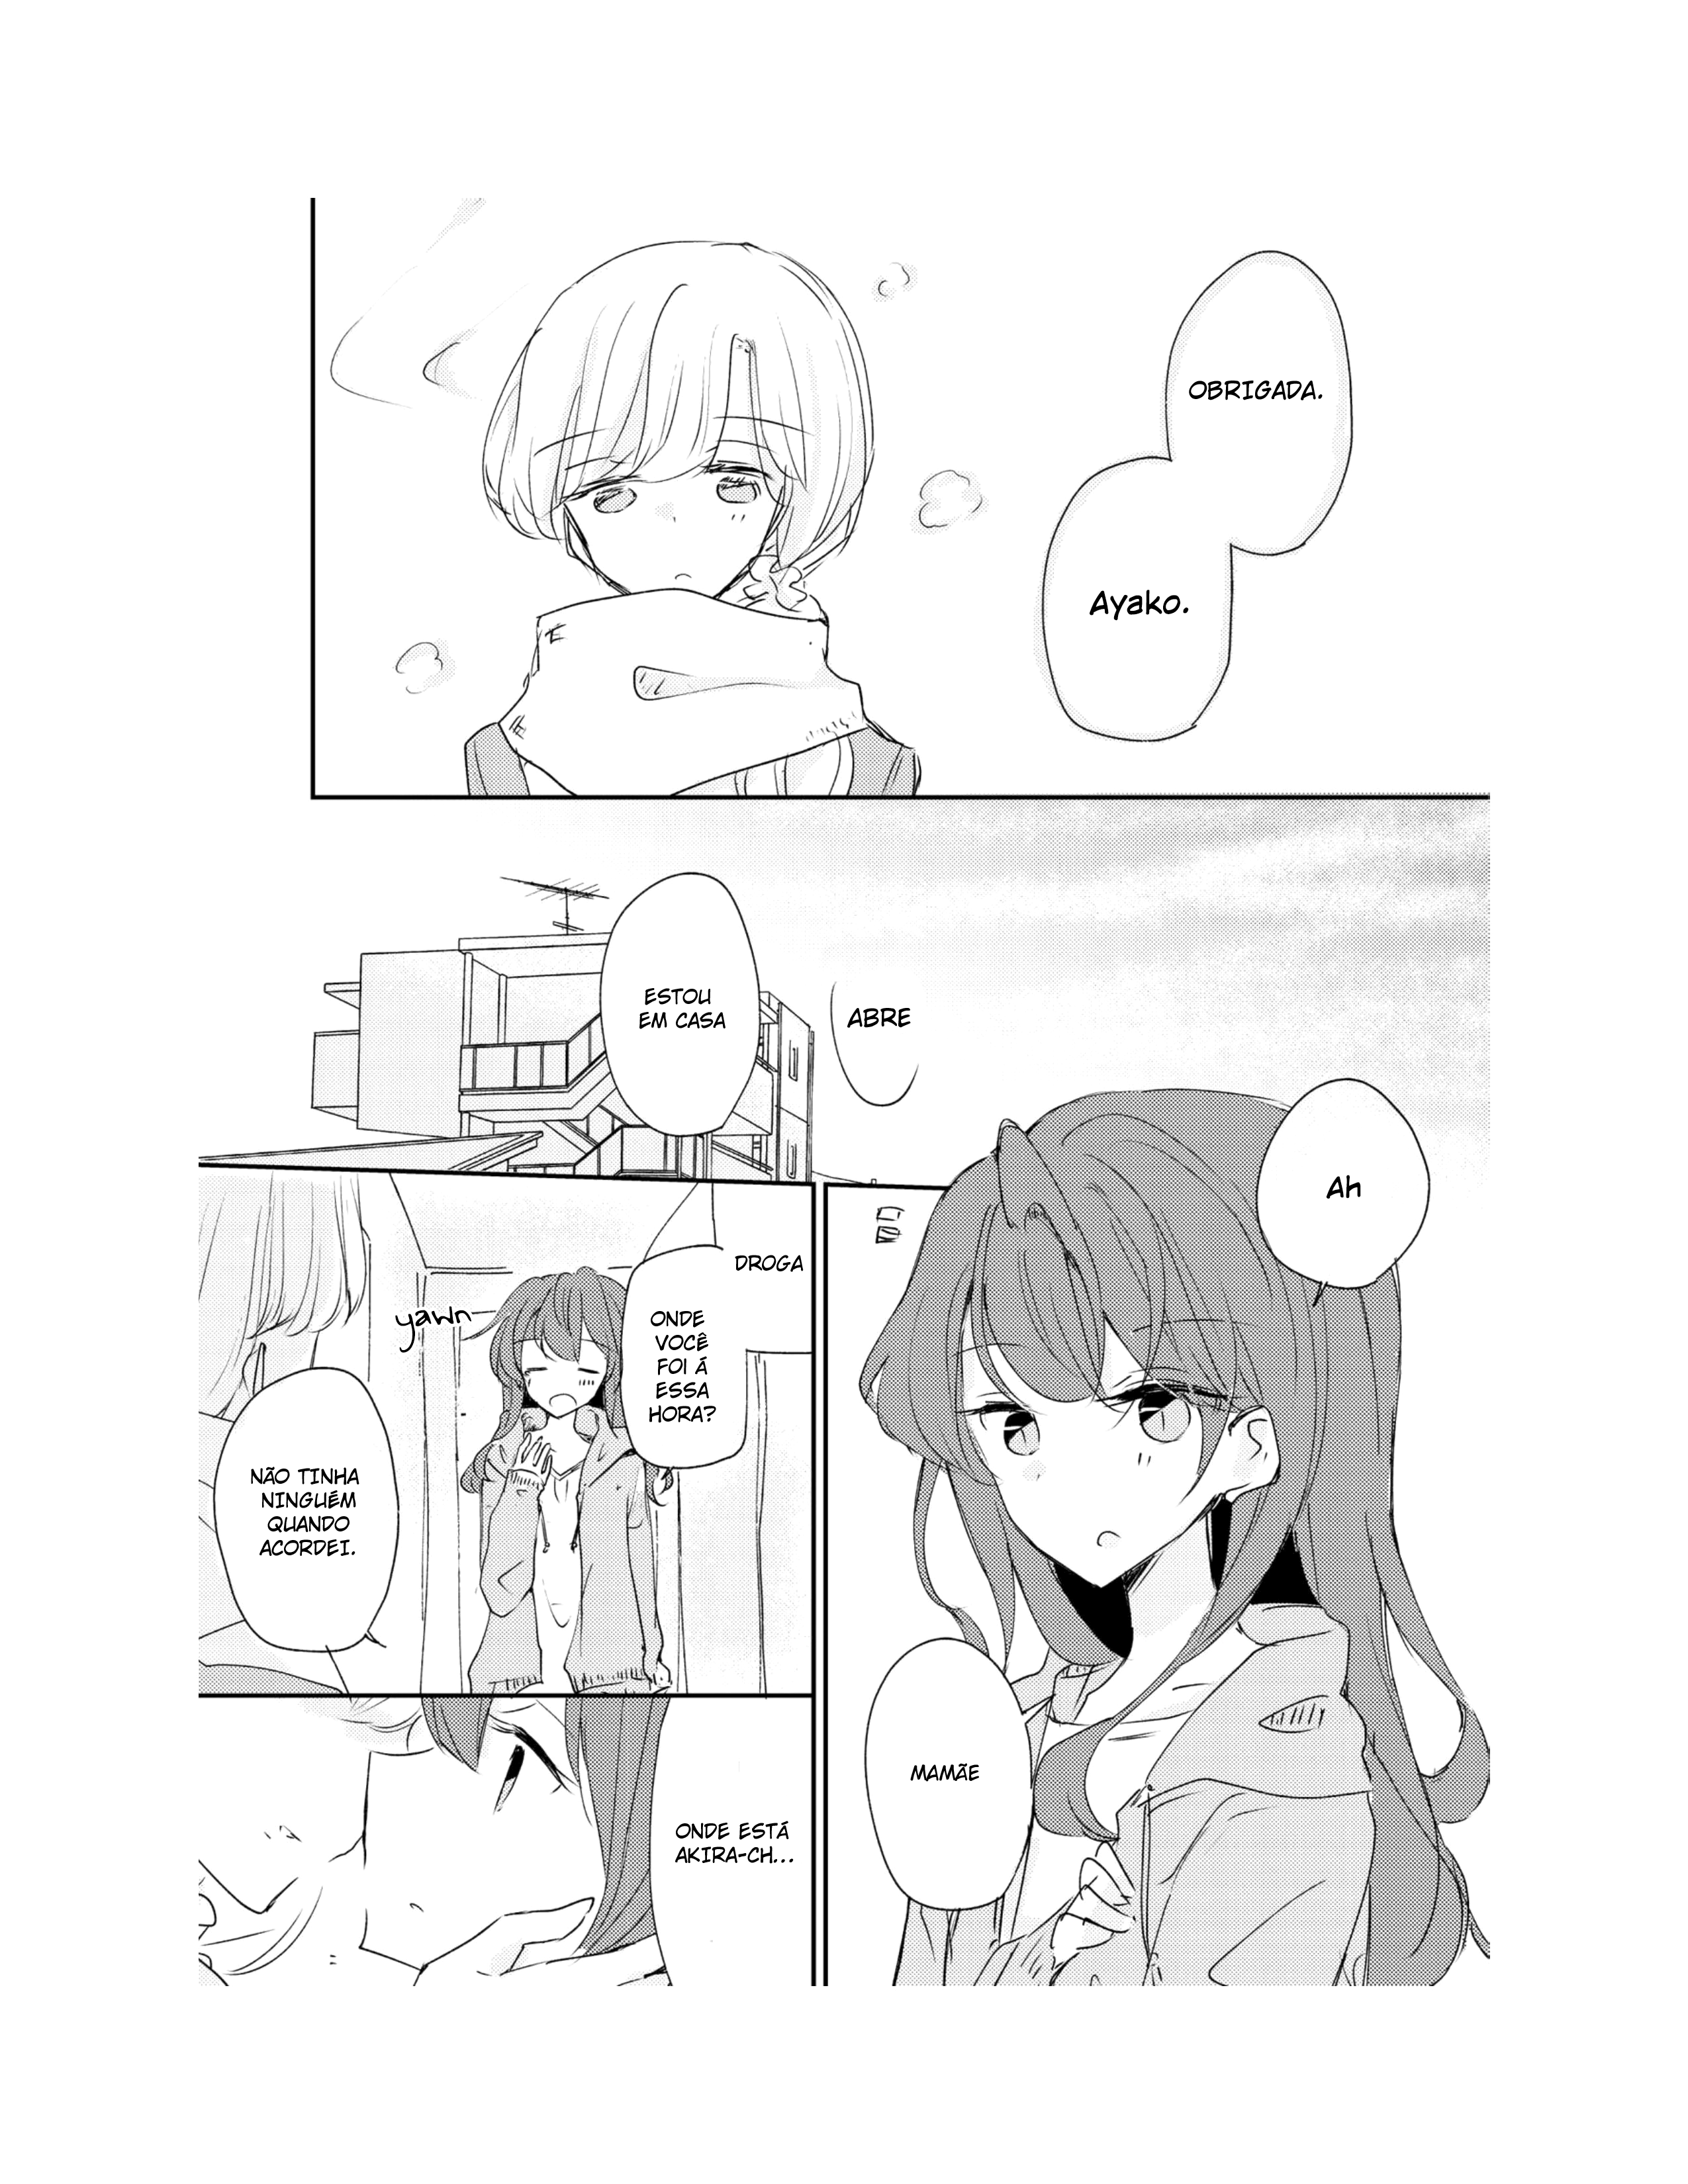 OBRIGADA.
Ayako.
ABRE
ESTOU
EM CASA
Ah
MAMÃE
DROGA
ONDE
VOCÊ
FOI Á
ESSA
HORA?
yawn
NÃO TINHA
NINGUÉM
QUANDO
ACORDEI.
ONDE ESTÁ
AKIRA-CH...